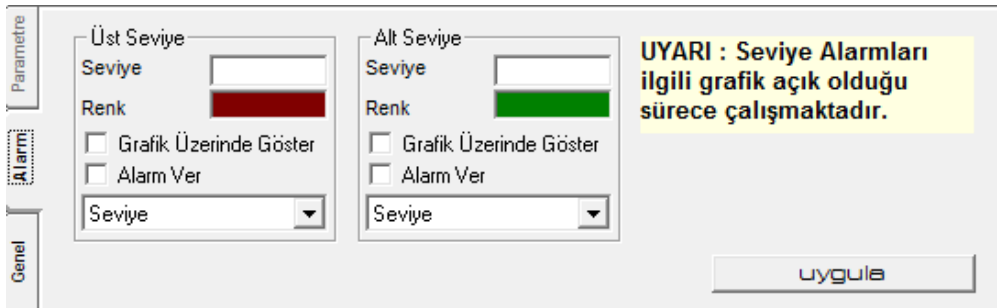 Parametre
Alarm
Genel
Üst Seviye
Seviye
Renk
Grafik Üzerinde Göster
Alarm Ver
Seviye
Alt Seviye
Seviye
Renk
Grafik Üzerinde Göster
Alarm Ver
Seviye
UYARI : Seviye Alarmları
ilgili grafik açık olduğu
sürece çalışmaktadır.
uygula